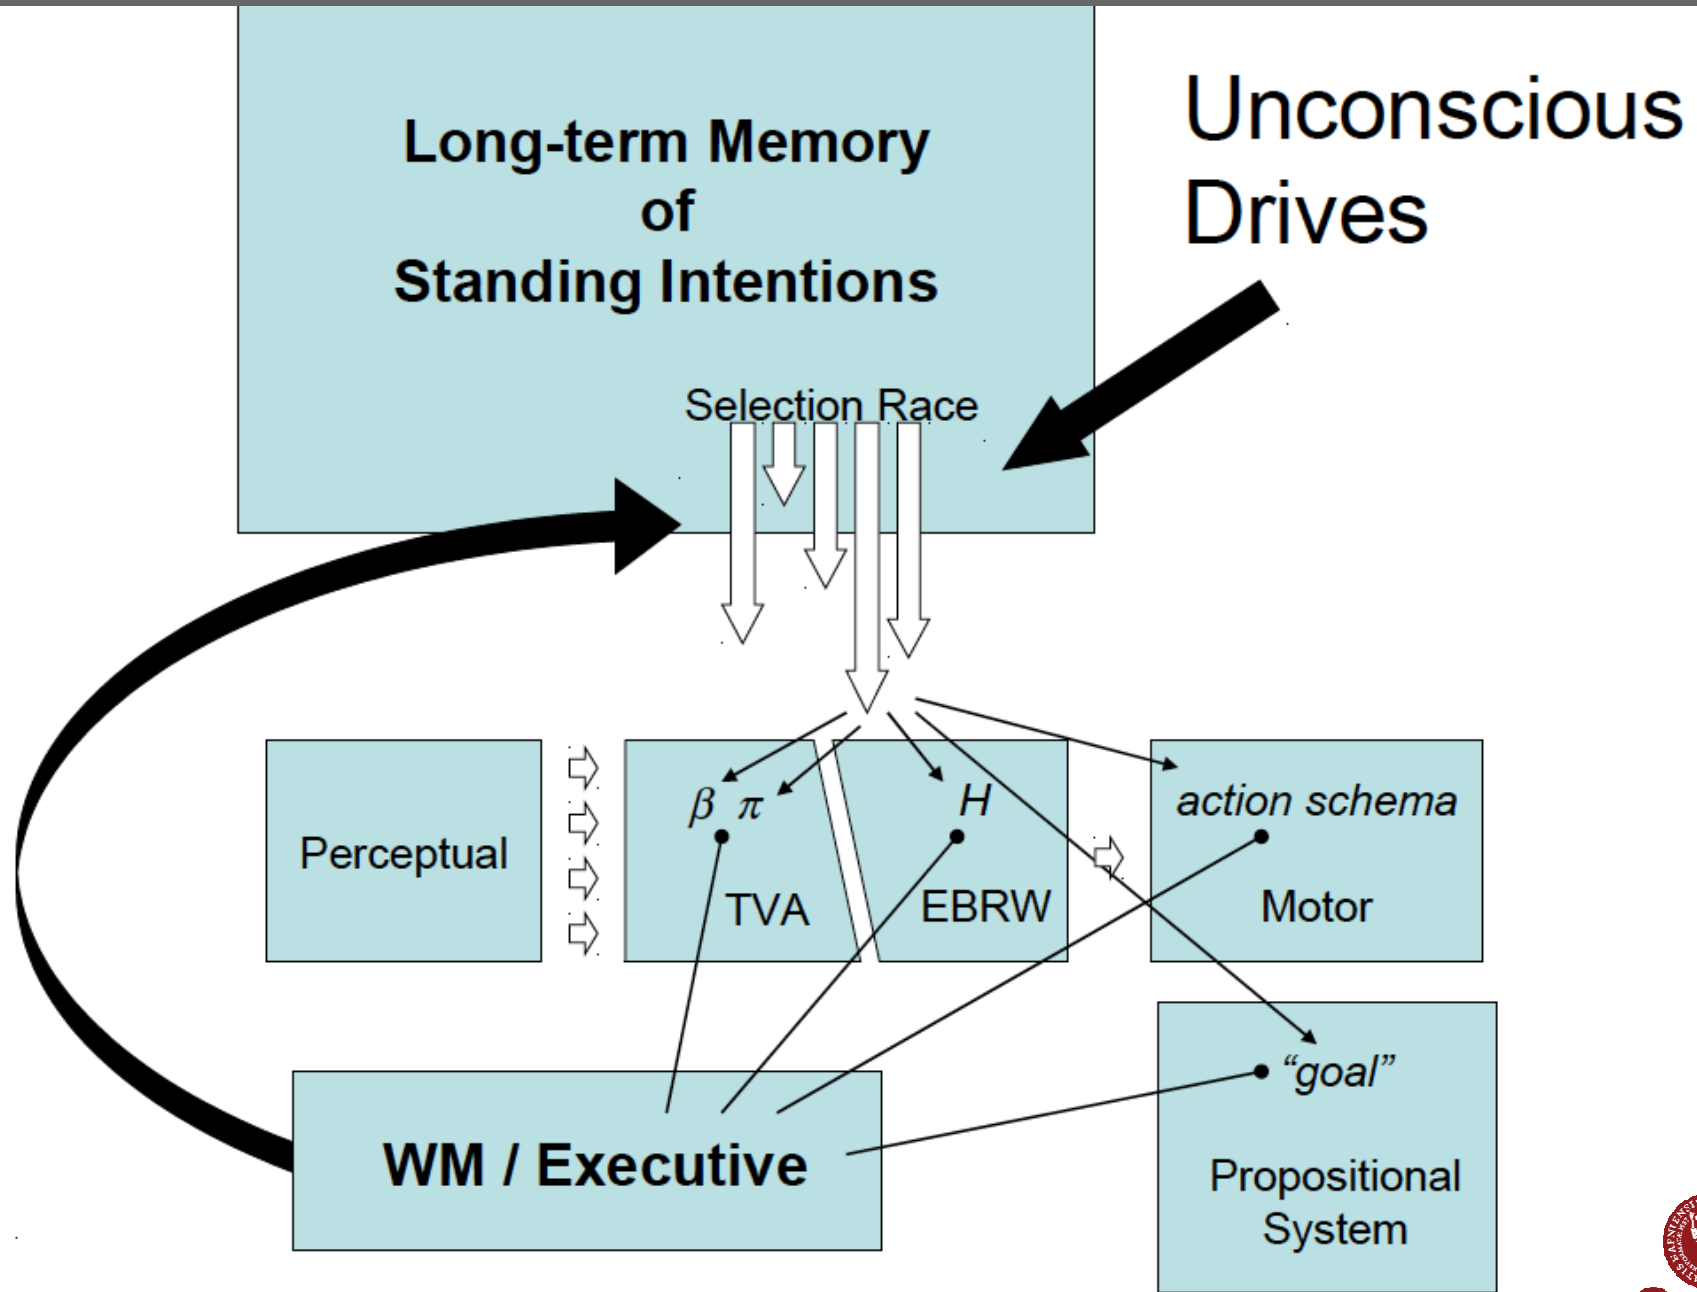 Long-term Memory
of
Standing Intentions
Unconscious
Drives
Selection Race
Perceptual
β π
TVA
H
EBRW
action schema
Motor
“goal”
Propositional
System
WM / Executive